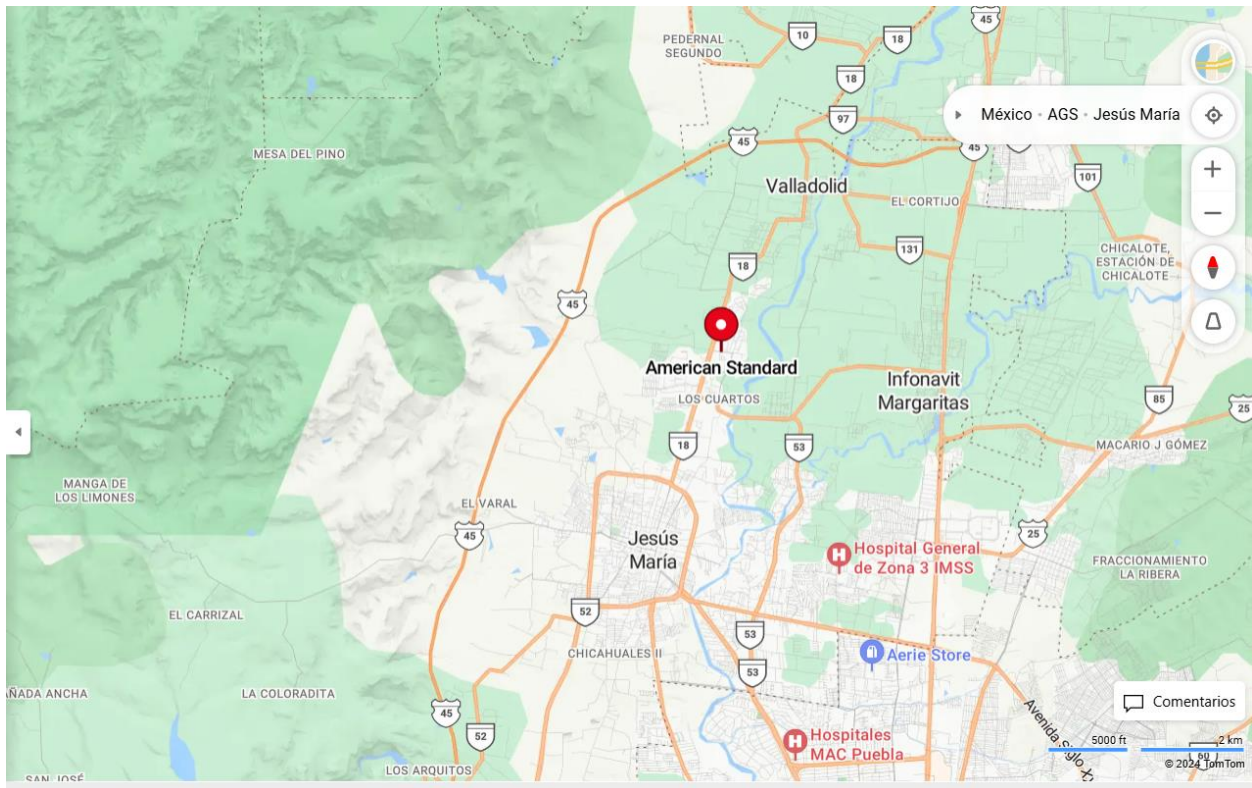 45
PEDERNAL
SEGUNDO
10
18
18
97
México • AGS • Jesús María
45
45
101
MESA DEL PINO
Valladolid
EL CORTIJO
131
CHICALOTE,
ESTACIÓN DE
CHICALOTE
18
45
American Standard
LOS CUARTOS
Infonavit
Margaritas
85
25
18
53
MACARIO J GÓMEZ
MANGA DE
LOS LIMONES
EL VARAL
45
Jesús
María
25
Hospital General
de Zona 3 IMSS
FRACCIONAMIENTO
LA RIBERA
EL CARRIZAL
52
53
CHICAHUALES II
Aerie Store
53
AÑADA ANCHA
LA COLORADITA
45
52
Comentarios
Avenida Siglo X
Hospitales
MAC Puebla
5000 ft
2 km
60
LOS ARQUITOS
SAN JOSÉ
© 2024 TomTom